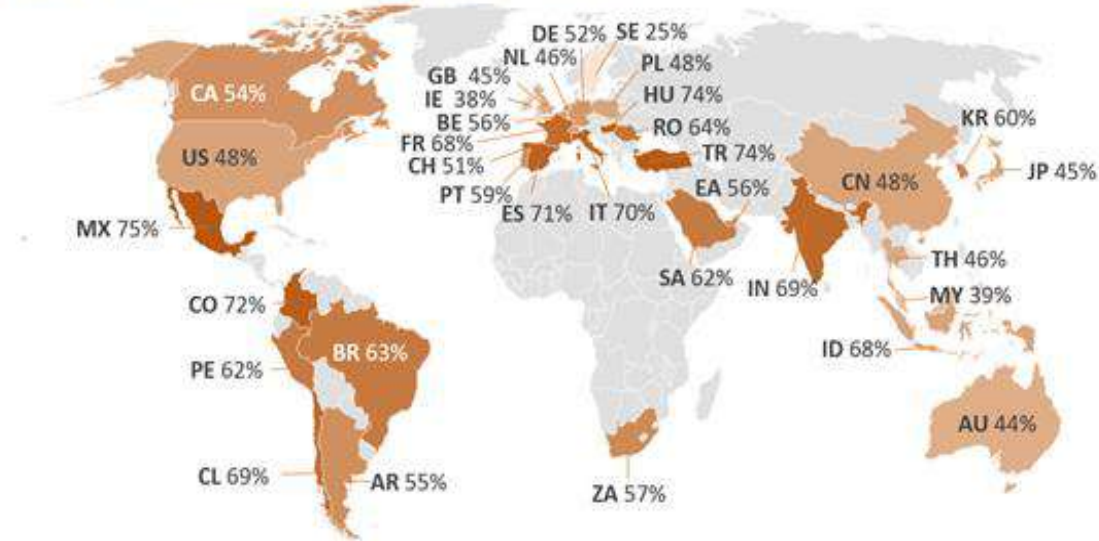 DE 52%
SE 25%
NL 46%
PL 48%
GB 45%
HU 74%
IE 38%
BE 56%
RO 64%
FR 68%
TR 74%
CH 51%
PT 59%
EA 56%
ES 71%
IT 70%
CA 54%
US 48%
MX 75%
KR 60%
JP 45%
CN 48%
SA 62%
IN 69%
TH 46%
MY 39%
ID 68%
CO 72%
BR 63%
PE 62%
AU 44%
CL 69%
AR 55%
ZA 57%